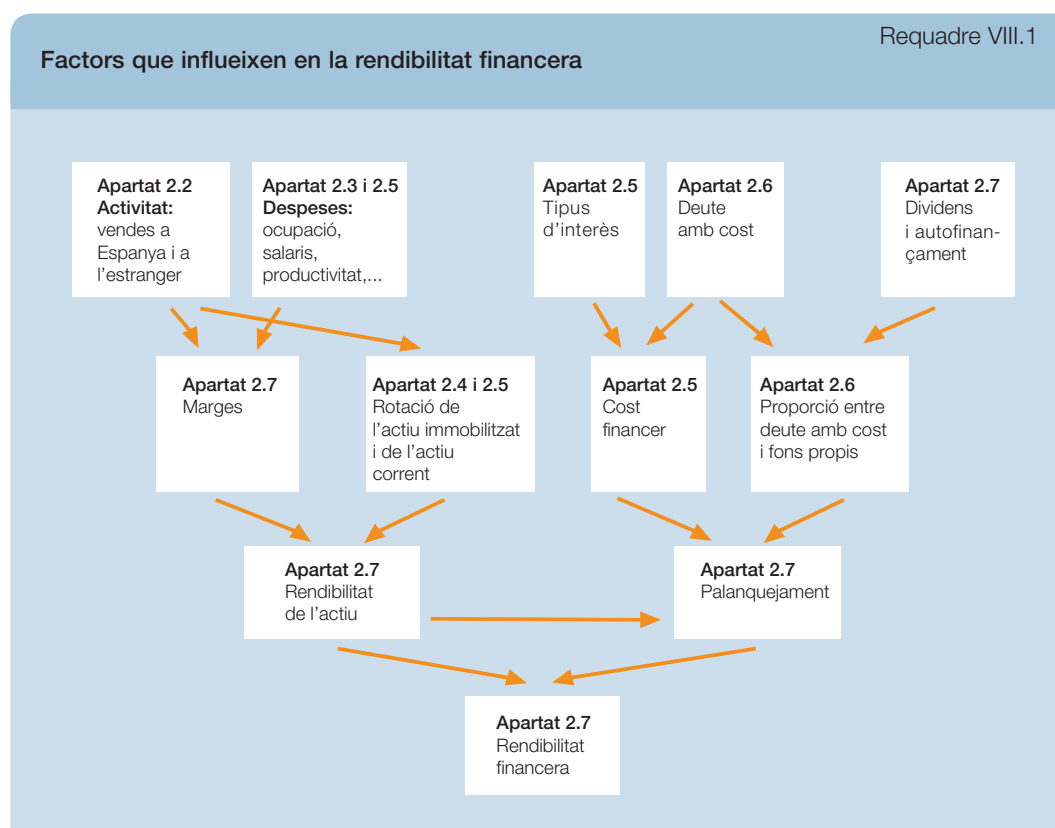 Requadre VIII.1
Factors que influeixen en la rendibilitat financera
Apartat 2.2
Activitat:
vendes a
Espanya i a
l’estranger
Apartat 2.3 i 2.5
Despeses:
ocupació,
salaris,
productivitat,...
Apartat 2.5
Tipus
d’interès
Apartat 2.6
Deute
amb cost
Apartat 2.7
Dividens
i autofinan-
çament
Apartat 2.7
Marges
Apartat 2.4 i 2.5
Rotació de
l’actiu immobilitzat
i de l’actiu
corrent
Apartat 2.5
Cost
financer
Apartat 2.6
Proporció entre
deute amb cost
i fons propis
Apartat 2.7
Rendibilitat
de l’actiu
Apartat 2.7
Palanquejament
Apartat 2.7
Rendibilitat
financera